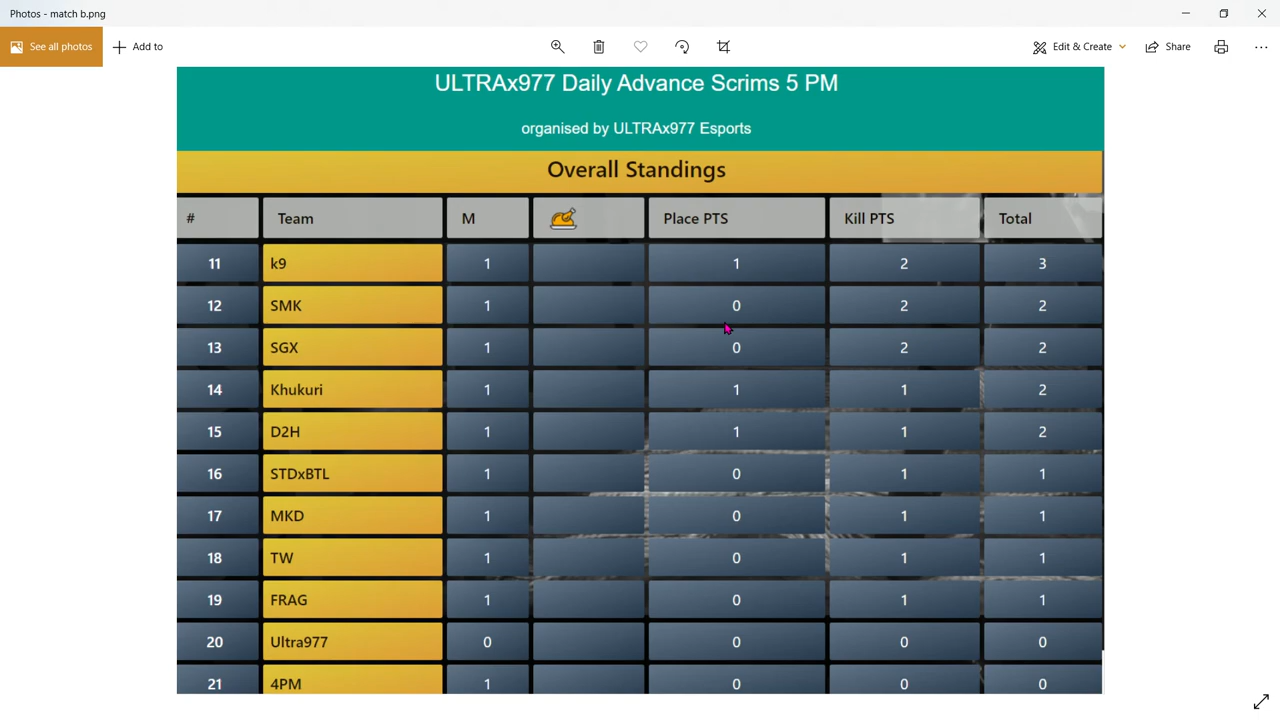 Photos - match b.png
See all photos Add to Edit & Create Share
ULTRAx977 Daily Advance Scrims 5 PM
organised by ULTRAx977 Esports
Overall Standings
# Team M Place PTS Kill PTS Total
11 k9 1 1 2 3
12 SMK 1 0 2 2
13 SGX 1 0 2 2
14 Khukuri 1 1 1 2
15 D2H 1 1 1 2
16 STDxBTL 1 0 1 1
17 MKD 1 0 1 1
18 TW 1 0 1 1
19 FRAG 1 0 1 1
20 Ultra977 0 0 0 0
21 4PM 1 0 0 0